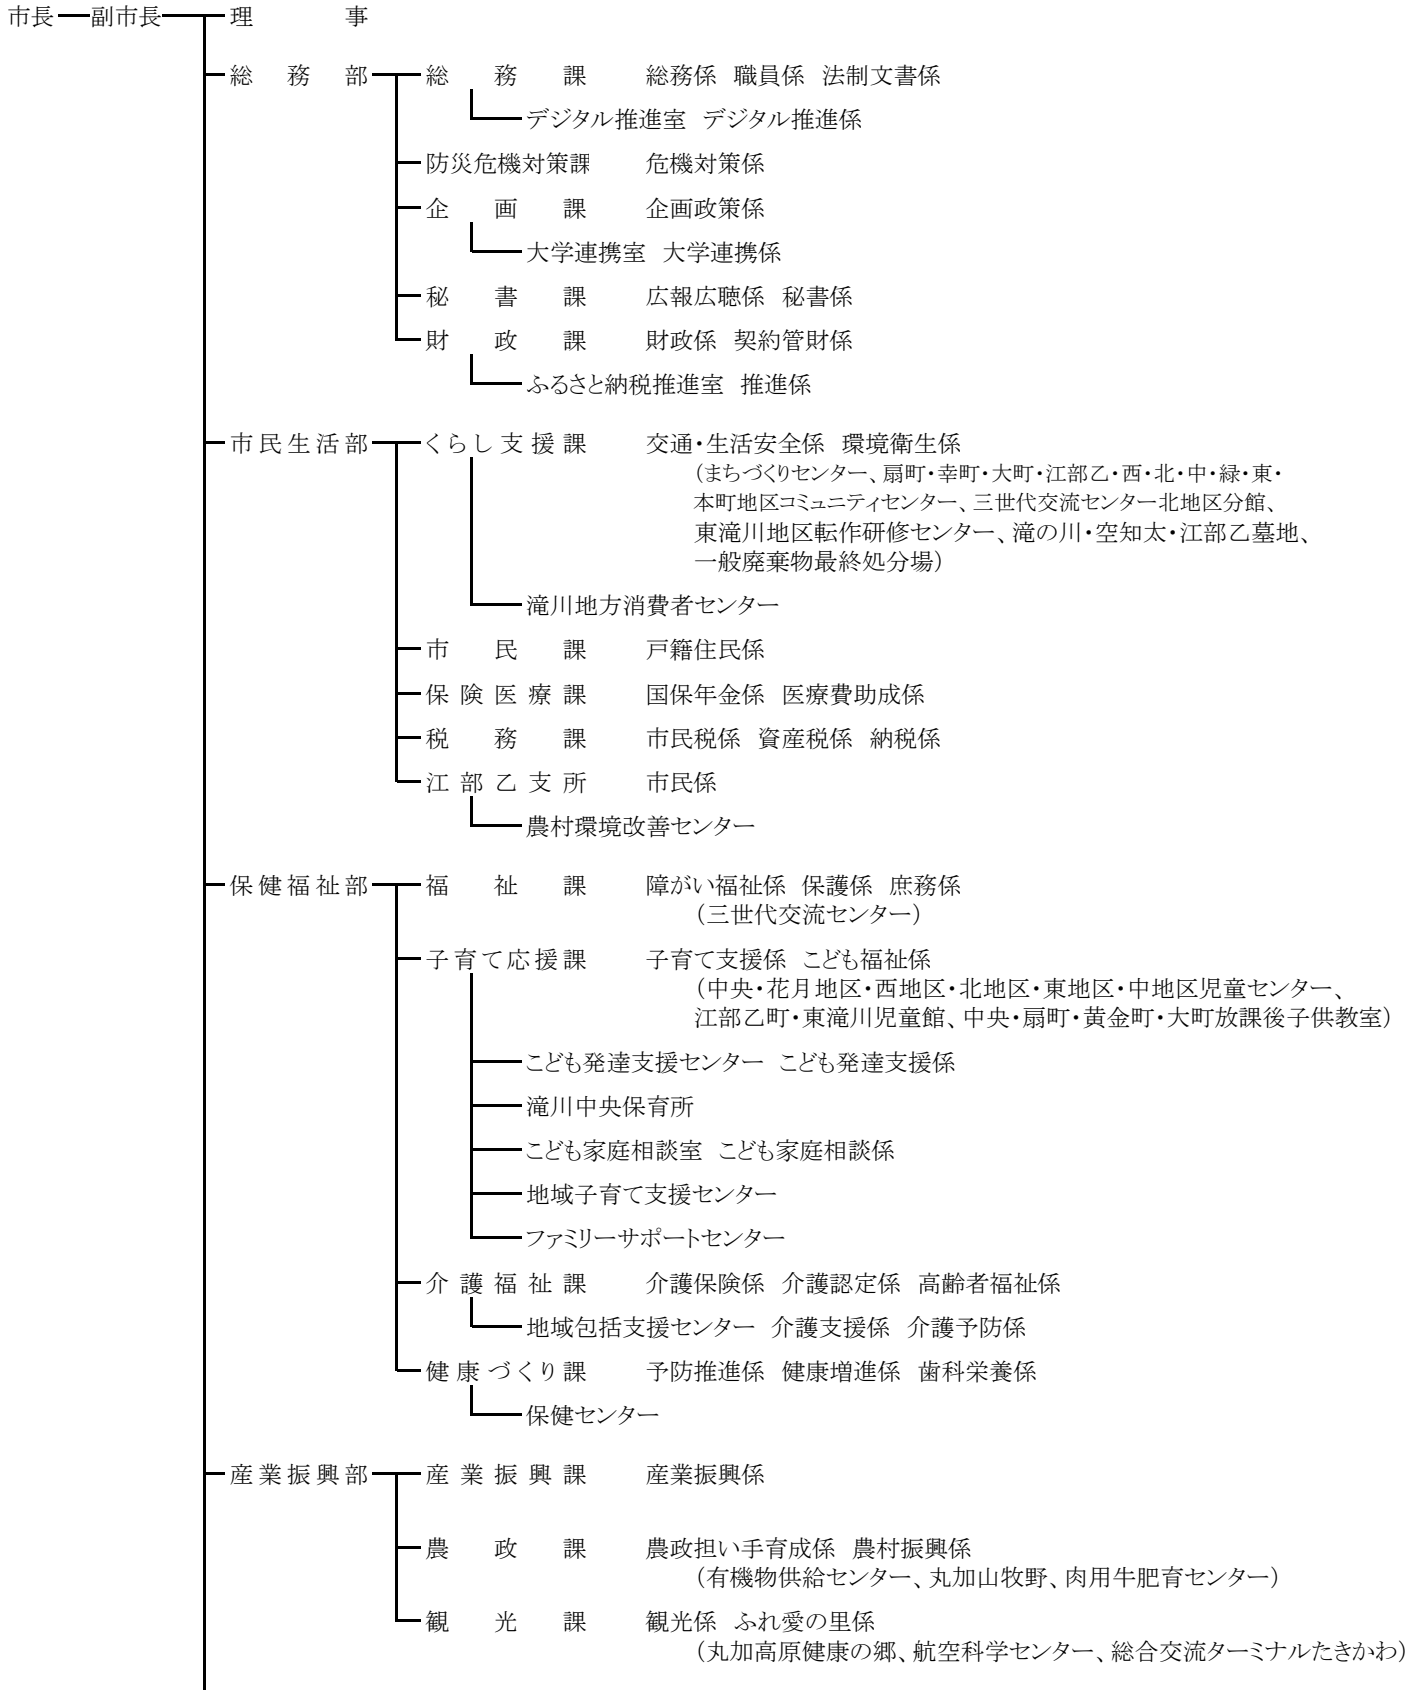 市長 副市長 理事
総務部 総務課 総務係 職員係 法制文書係
デジタル推進室 デジタル推進係
防災危機対策課 危機対策係
企画課 企画政策係
大学連携室 大学連携係
秘書課 広報広聴係 秘書係
財政課 財政係 契約管財係
ふるさと納税推進室 推進係
市民生活部 くらし支援課 交通・生活安全係 環境衛生係
（まちづくりセンター、扇町・幸町・大町・江部乙・西・北・中・緑・東・
本町地区コミュニティセンター、三世代交流センター北地区分館、
東滝川地区転作研修センター、滝の川・空知太・江部乙墓地、
一般廃棄物最終処分場）
滝川地方消費者センター
市民課 戸籍住民係
保険医療課 国保年金係 医療費助成係
税務課 市民税係 資産税係 納税係
江部乙支所 市民係
農村環境改善センター
保健福祉部 福祉課 障がい福祉係 保護係 庶務係
（三世代交流センター）
子育て応援課 子育て支援係 こども福祉係
（中央・花月地区・西地区・北地区・東地区・中地区児童センター、
江部乙町・東滝川児童館、中央・扇町・黄金町・大町放課後子供教室）
こども発達支援センター こども発達支援係
滝川中央保育所
こども家庭相談室 こども家庭相談係
地域子育て支援センター
ファミリーサポートセンター
介護福祉課 介護保険係 介護認定係 高齢者福祉係
地域包括支援センター 介護支援係 介護予防係
健康づくり課 予防推進係 健康増進係 歯科栄養係
保健センター
産業振興部 産業振興課 産業振興係
農政課 農政担い手育成係 農村振興係
（有機物供給センター、丸加山牧野、肉用牛肥育センター）
観光課 観光係 ふれ愛の里係
（丸加高原健康の郷、航空科学センター、総合交流ターミナルたきかわ）